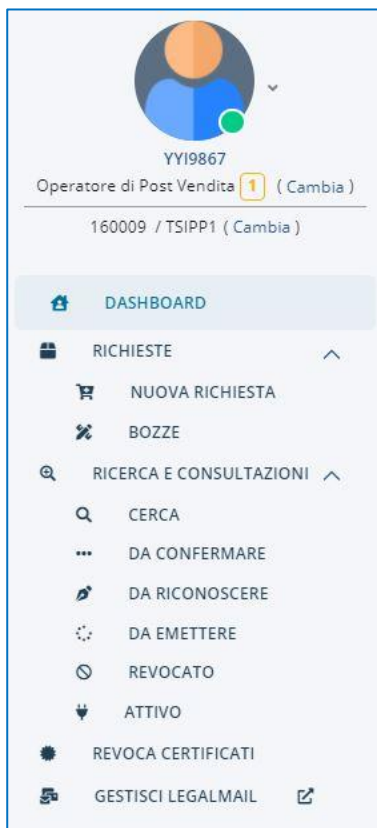 YYI9867
Operatore di Post Vendita 1 ( Cambia )
160009 / TSIPP1 ( Cambia )
DASHBOARD
RICHIESTE
NUOVA RICHIESTA
BOZZE
RICERCA E CONSULTAZIONI
CERCA
DA CONFERMARE
DA RICONOSCERE
DA EMETTERE
REVOCATO
ATTIVO
REVOCA CERTIFICATI
GESTISCI LEGALMAIL